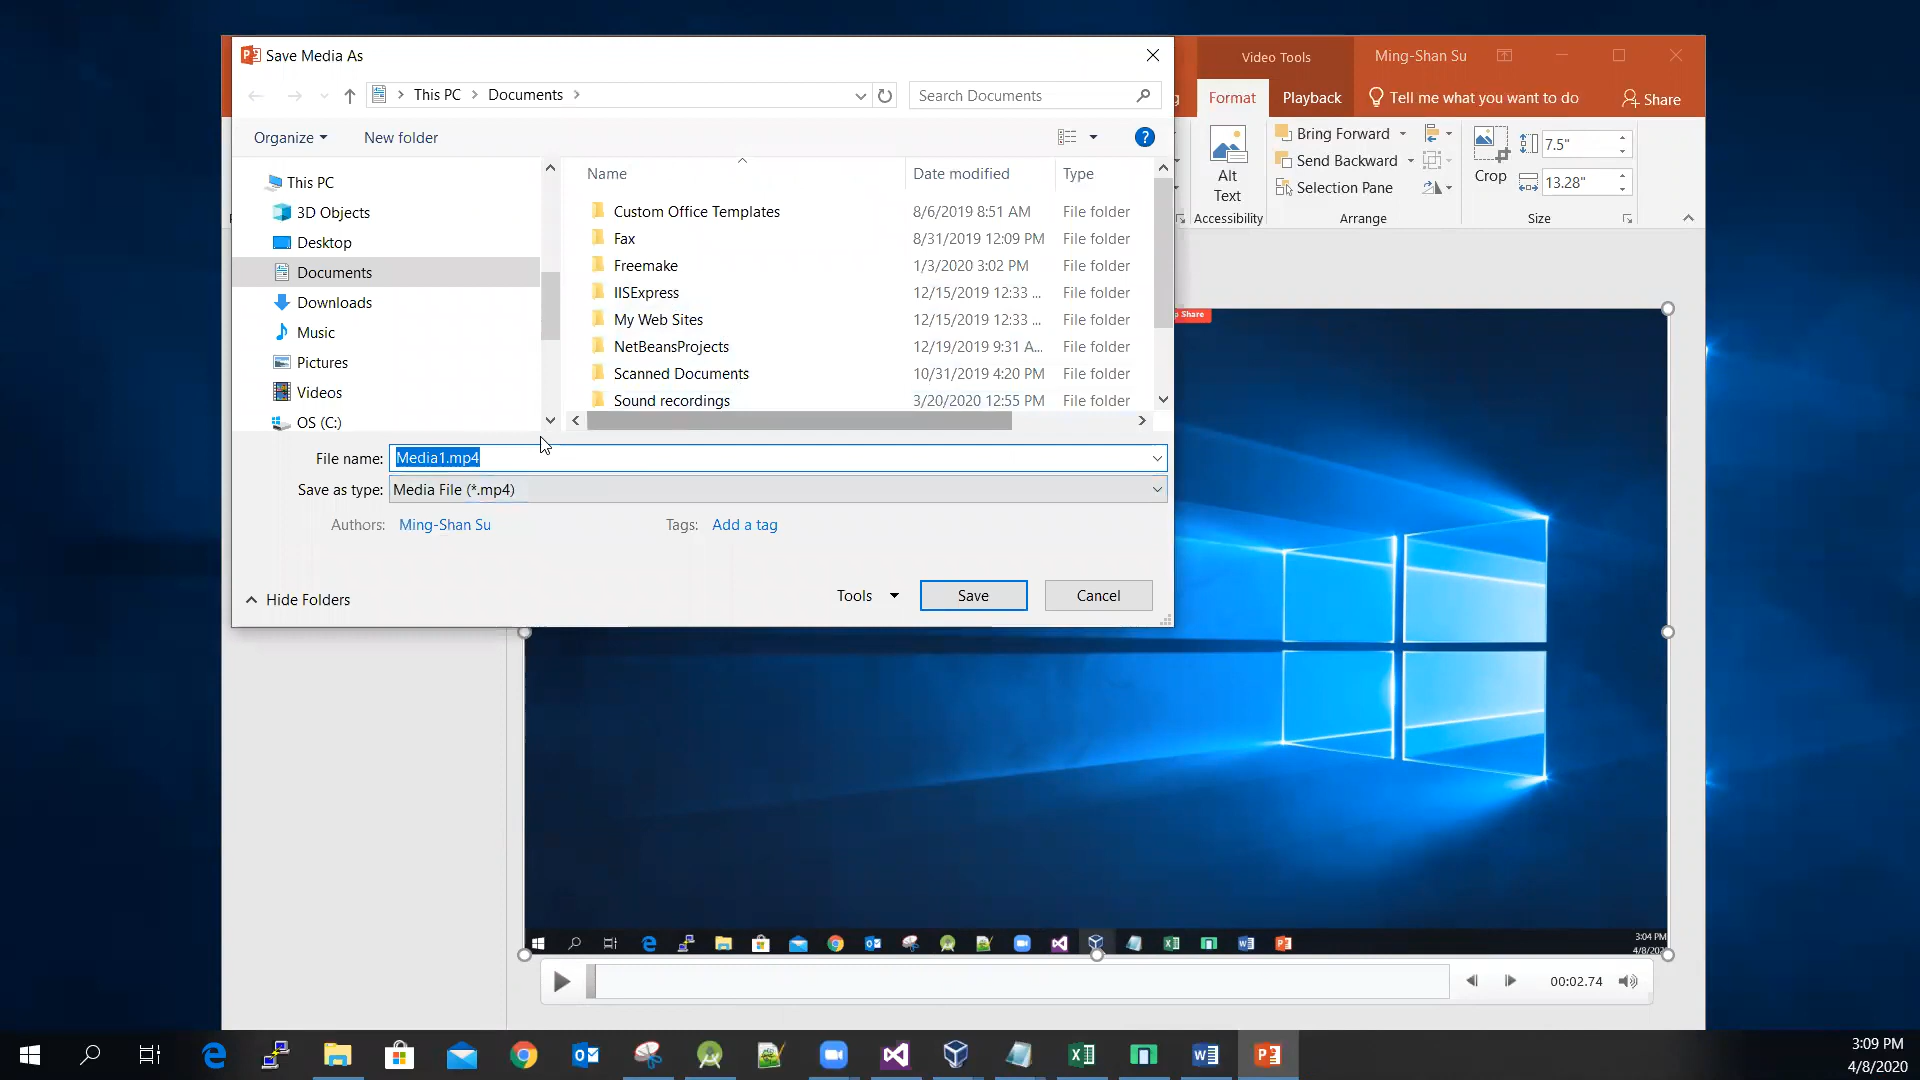 Save Media As
Video Tools
Ming-Shan Su
This PC
Documents
Search Documents
Format
Playback
Tell me what you want to do
Share
Organize
New folder
Name
Date modified
Type
This PC
3D Objects
Desktop
Documents
Downloads
Music
Pictures
Videos
OS (C:)
Custom Office Templates 8/6/2019 8:51 AM File folder
Fax 8/31/2019 12:09 PM File folder
Freemake 1/3/2020 3:02 PM File folder
IISExpress 12/15/2019 12:33 ... File folder
My Web Sites 12/15/2019 12:33 ... File folder
NetBeansProjects 12/19/2019 9:31 A... File folder
Scanned Documents 10/31/2019 4:20 PM File folder
Sound recordings 3/20/2020 12:55 PM File folder
Alt
Text
Accessibility
Bring Forward
Send Backward
Selection Pane
Arrange
Crop
7.5"
13.28"
Size
File name: Media1.mp4
Save as type: Media File (*.mp4)
Authors: Ming-Shan Su
Tags: Add a tag
Hide Folders
Tools
Save
Cancel
Share
3:04 PM
00:02.74
3:09 PM
4/8/2020